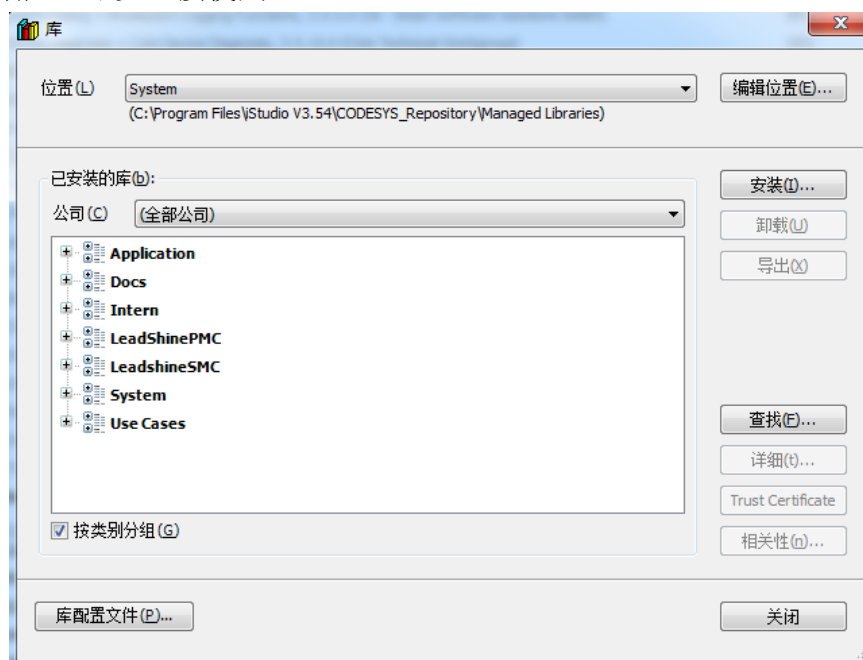 库
位置(L) System 编辑位置(E)...
(C:\Program Files\iStudio V3.54\CODESYS_Repository\Managed Libraries)
已安装的库(b):
安装(I)...
公司(C) (全部公司)
卸载(U)
Application
导出(X)
Docs
Intern
LeadShinePMC
LeadshineSMC
System
Use Cases
查找(F)...
详细(t)...
Trust Certificate
按类别分组(G)
相关性(n)...
库配置文件(P)... 关闭